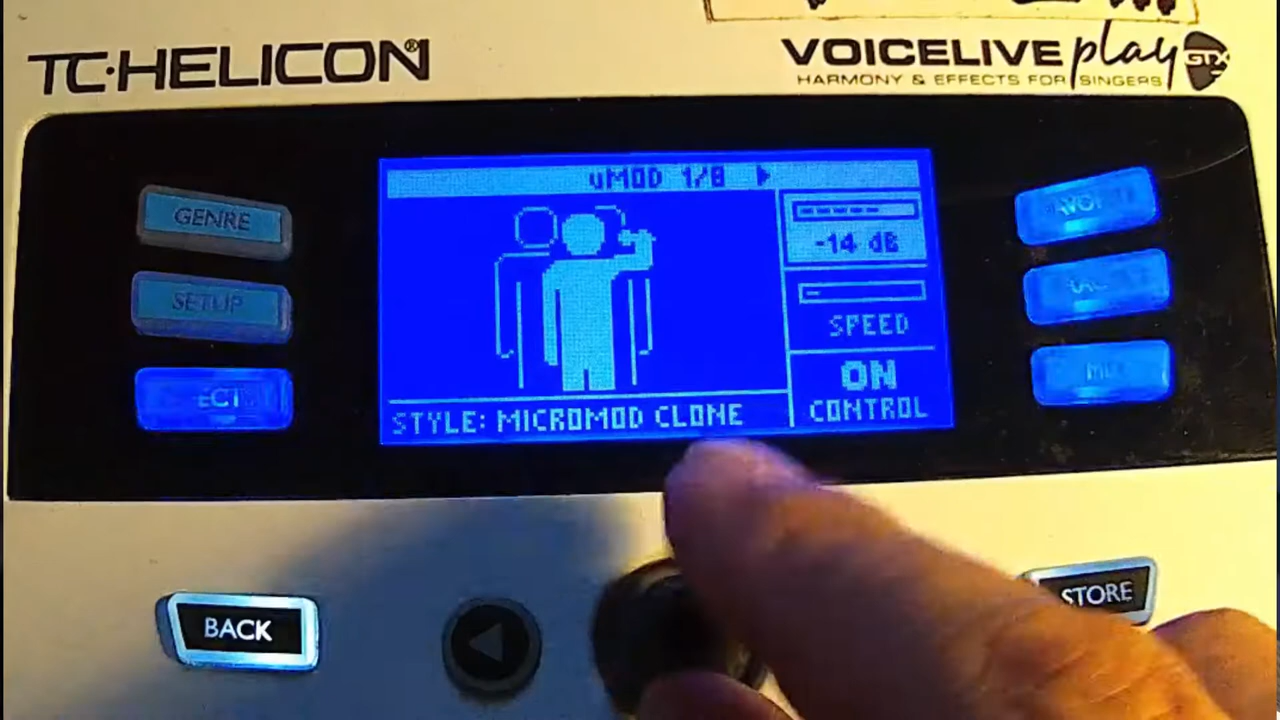 TC·HELICON®
VOICELIVE play GTX
HARMONY & EFFECTS FOR SINGERS
GENRE
SETUP
uMOD 1/8
-14 dB
SPEED
ON
CONTROL
STYLE: MICROMOD CLONE
BACK
STORE